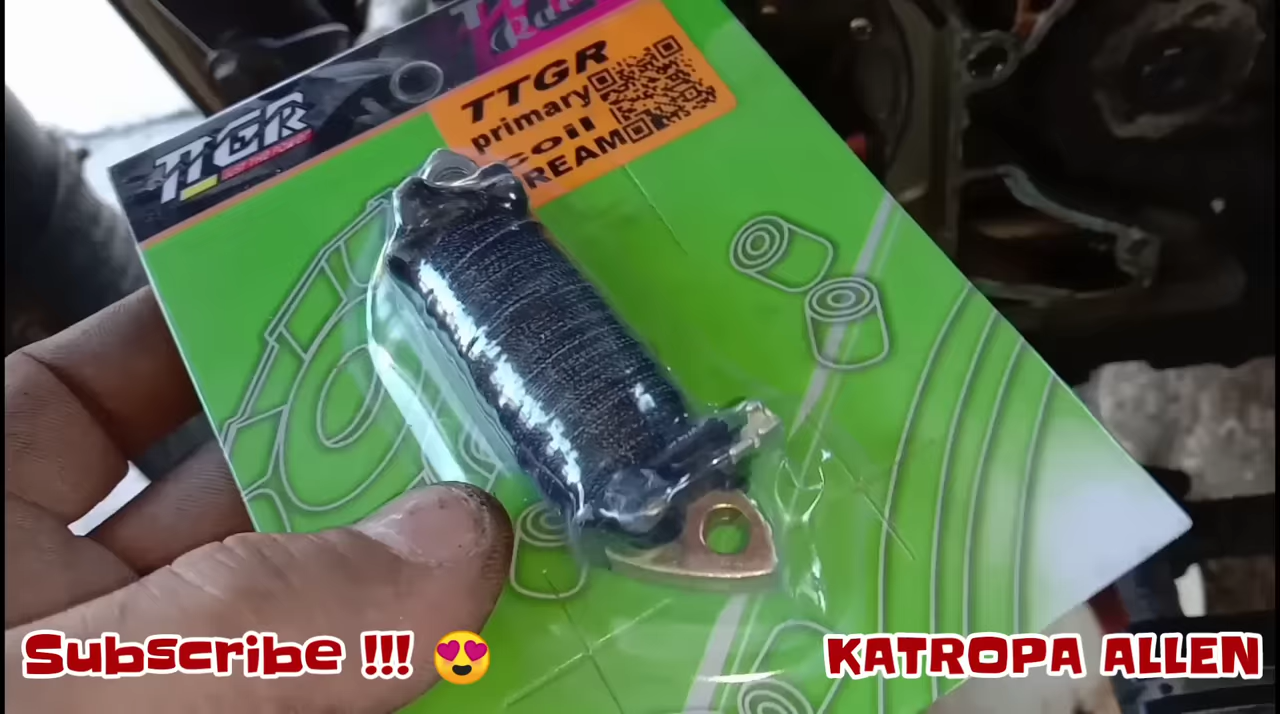 TTGR
TTGR
primary
coil
REAM
Subscribe !!! 😍
KATROPA ALLEN